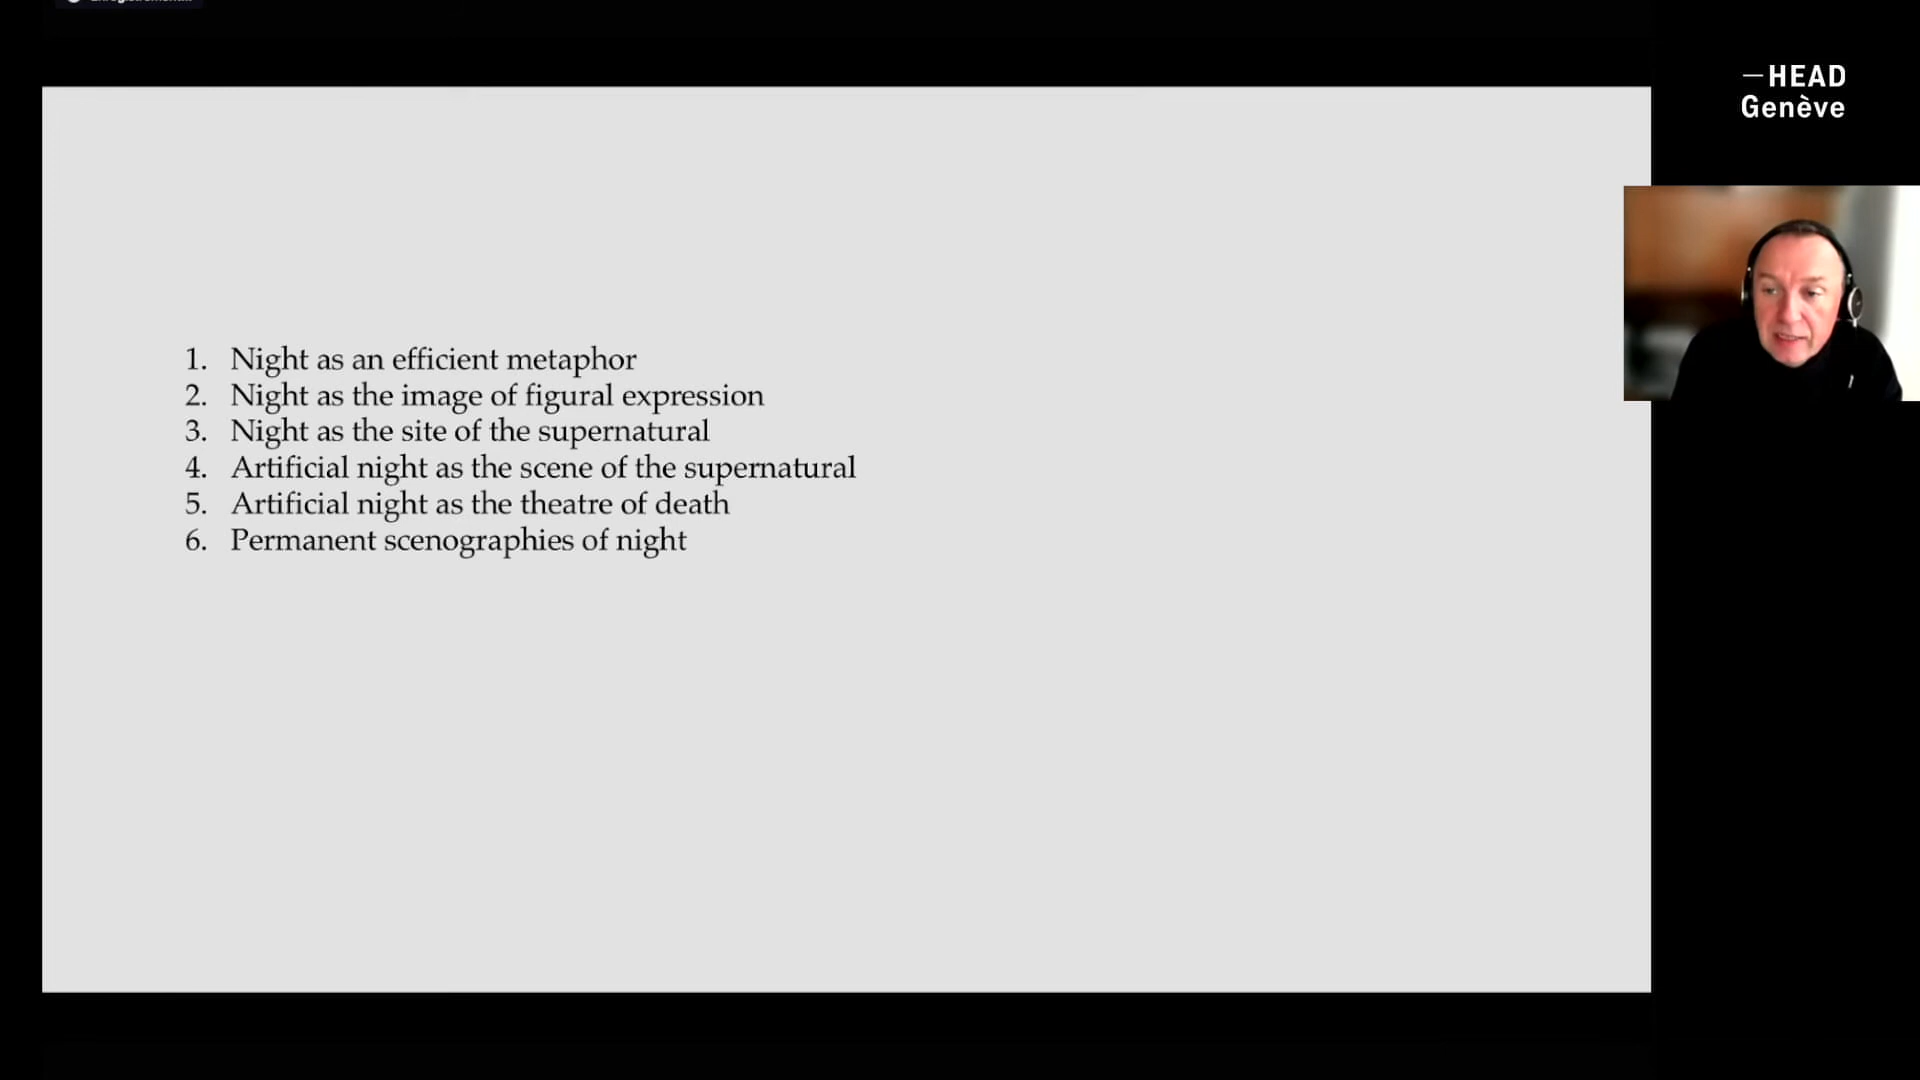 —HEAD
Genève
1. Night as an efficient metaphor
2. Night as the image of figural expression
3. Night as the site of the supernatural
4. Artificial night as the scene of the supernatural
5. Artificial night as the theatre of death
6. Permanent scenographies of night